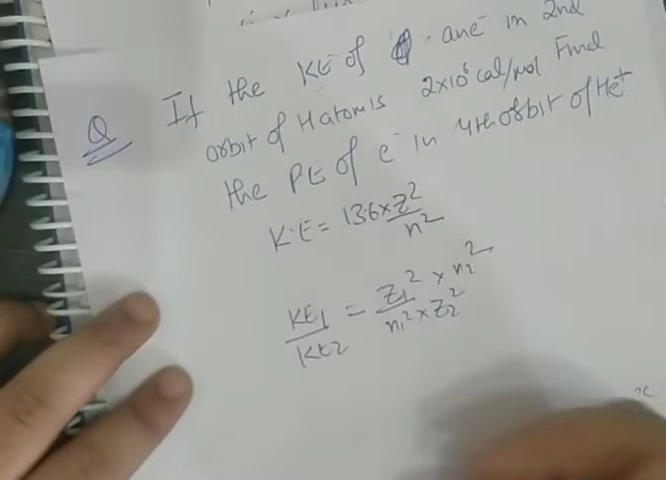 Q If the KE of an e⁻ in 2nd
orbit of H atom is 2×10⁶ cal/mol Find
the PE of e⁻ in 4th orbit of He⁺
K.E = 13.6×Z²/n²
KE₁/KE₂ = Z₁² × n₂²/n₁² × Z₂²